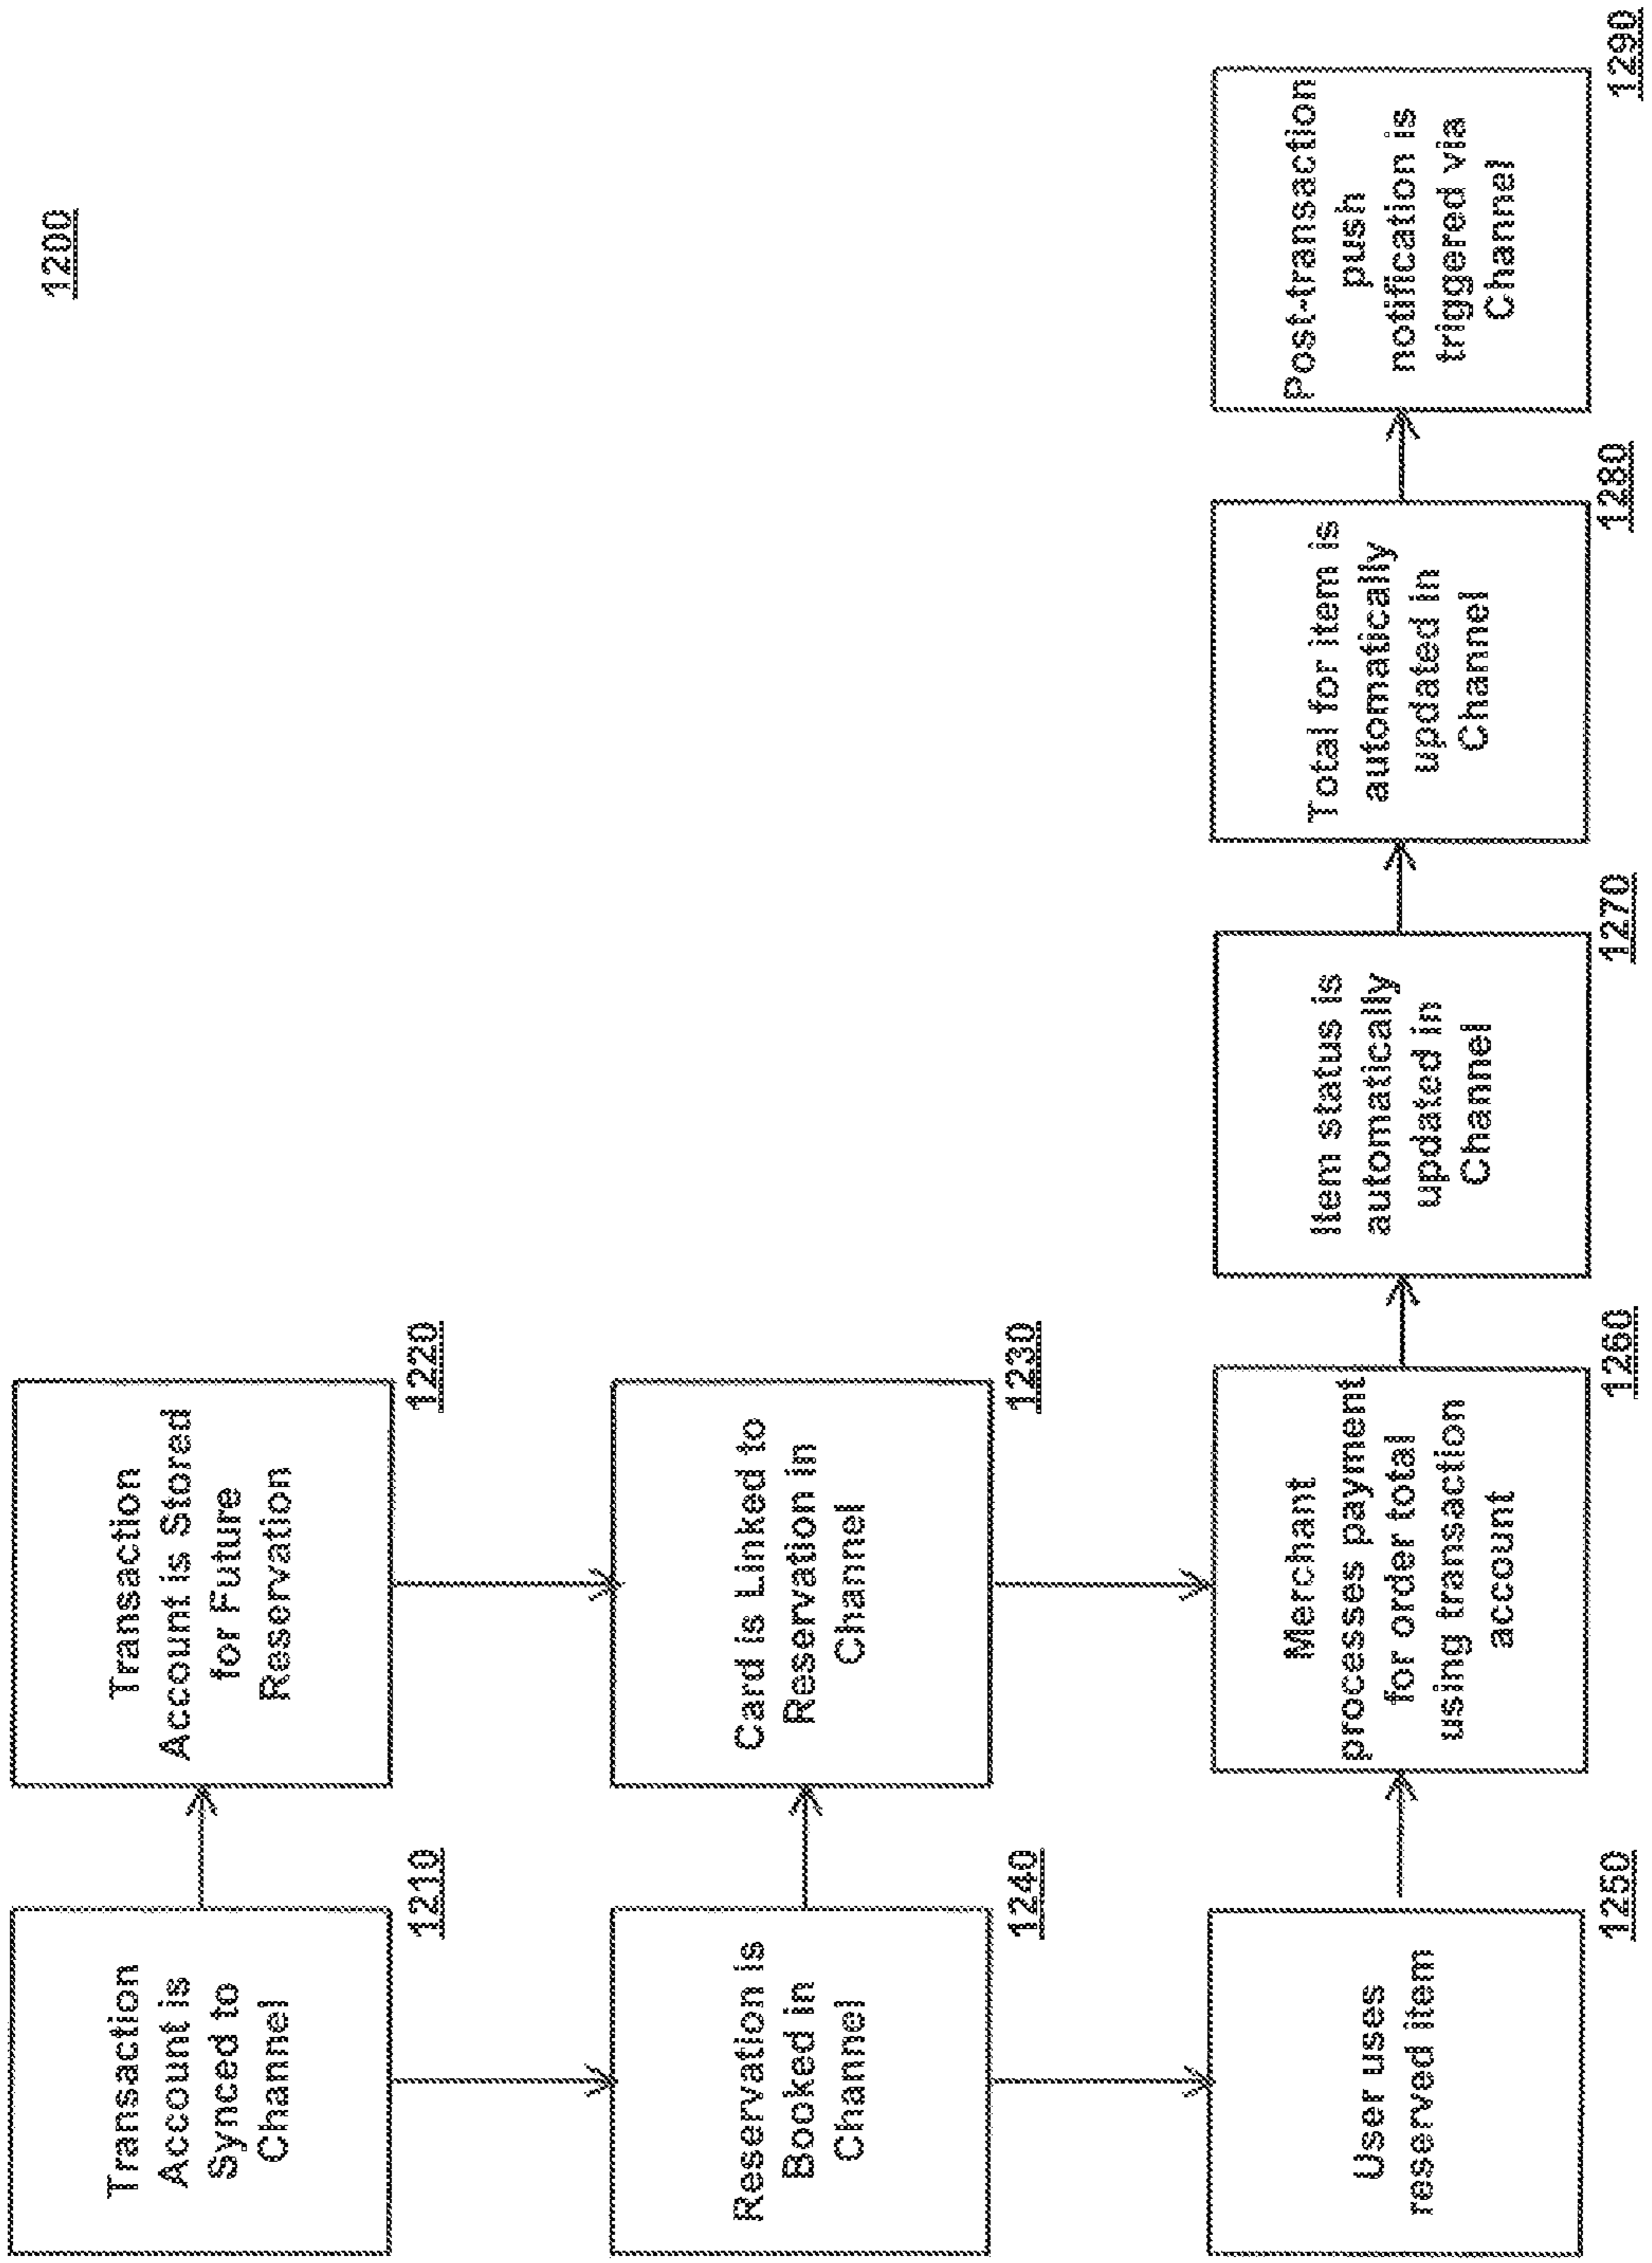 1200
Transaction
Account is
Synced to
Channel
1210
Transaction
Account is Stored
for Future
Reservation
1220
Reservation is
Booked in
Channel
1240
Card is Linked to
Reservation in
Channel
1230
User uses
reserved item
1250
Merchant
processes payment
for order total
using transaction
account
1260
Item status is
automatically
updated in
Channel
1270
Total for item is
automatically
updated in
Channel
1280
Post-transaction
push
notification is
triggered via
Channel
1290